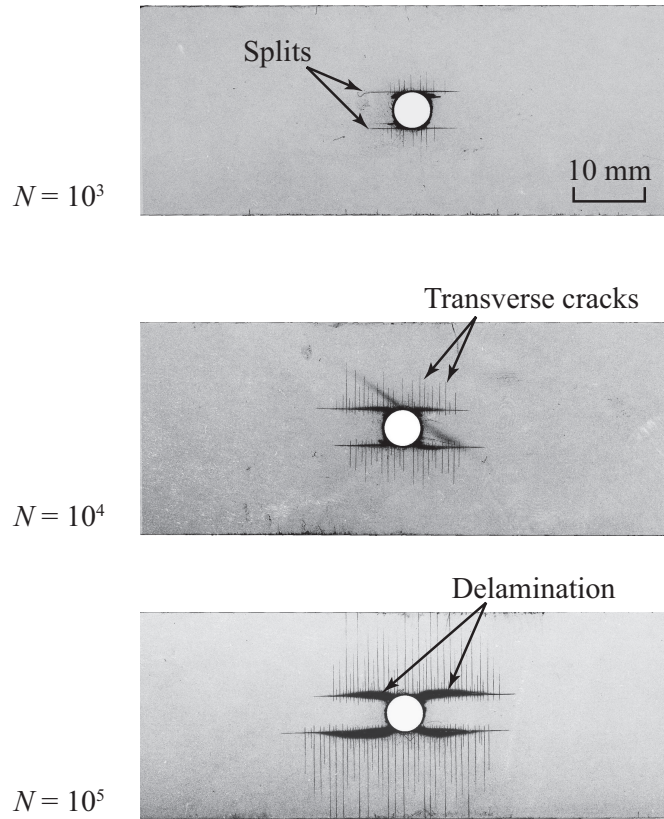 Splits
10 mm
N = 10³
Transverse cracks
N = 10⁴
Delamination
N = 10⁵